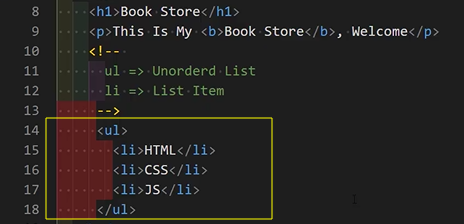 8 <h1>Book Store</h1>
9 <p>This Is My <b>Book Store</b>, Welcome</p>
10 <!--
11 ul => Unorderd List
12 li => List Item
13 -->
14 <ul>
15 <li>HTML</li>
16 <li>CSS</li>
17 <li>JS</li>
18 </ul>